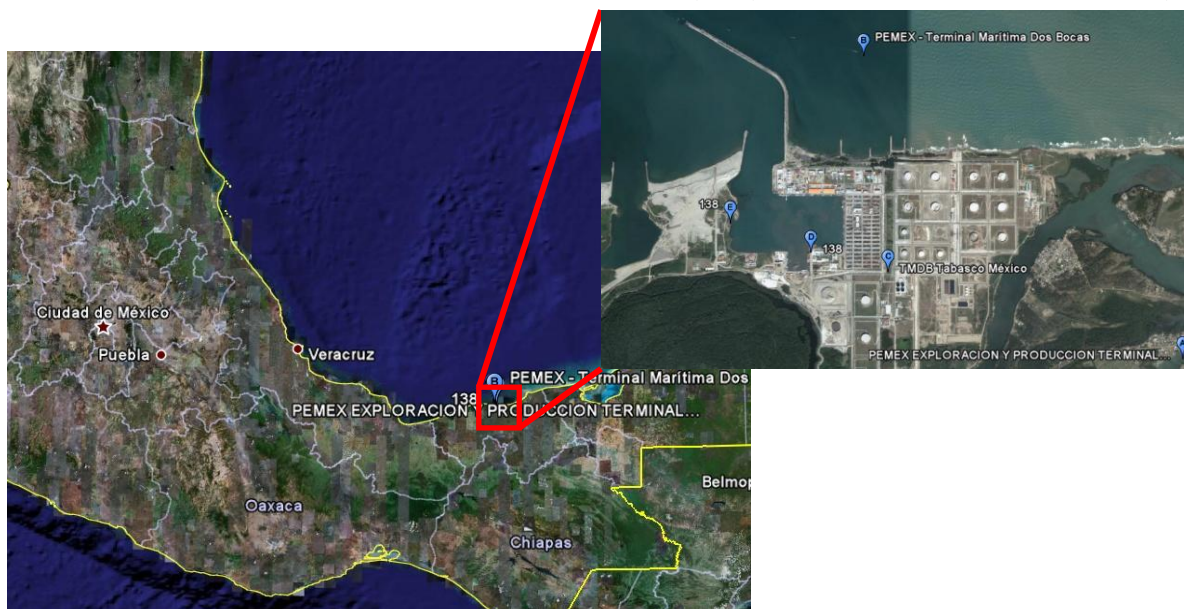 B PEMEX - Terminal Marítima Dos Bocas
138 E
D 138
C
TMDB Tabasco México
PEMEX EXPLORACION Y PRODUCCION TERMINAL... A
Ciudad de México
Puebla
Veracruz
B PEMEX - Terminal Marítima Dos
138
PEMEX EXPLORACION Y PRODUCCION TERMINAL...
Oaxaca
Chiapas
Belmop